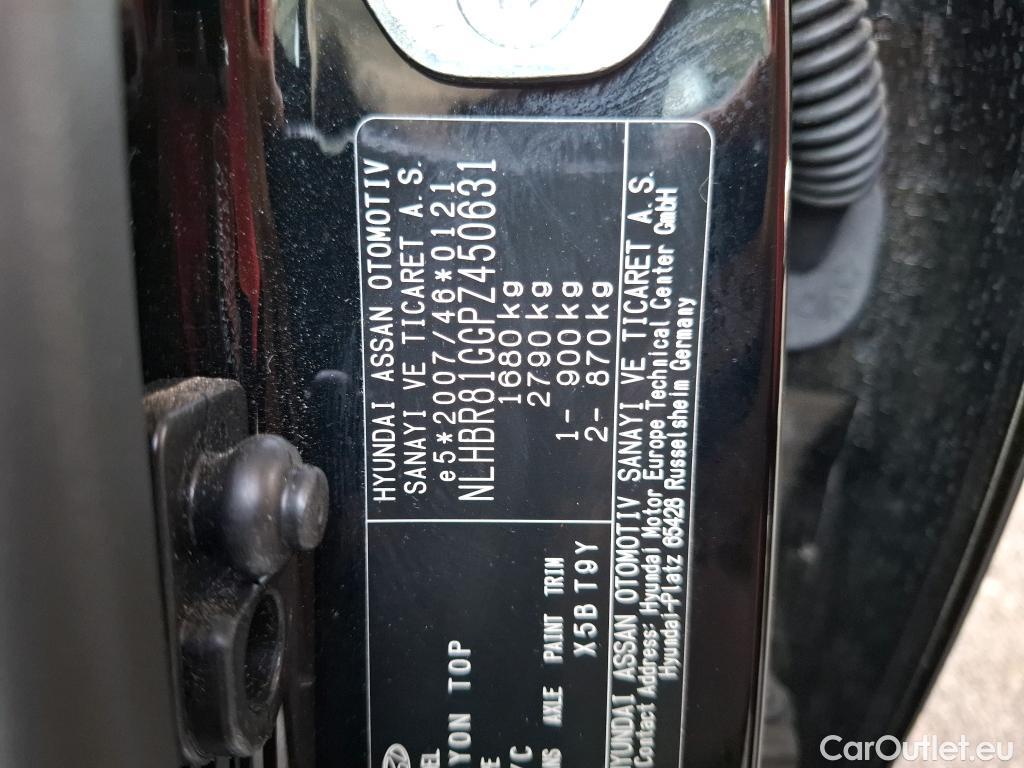 HYUNDAI ASSAN OTOMOTIV
SANAYI VE TICARET A.S.
e5*2007/46*0121
NLHBR81GGPZ450631
1680 kg
2790 kg
1- 900 kg
2- 870 kg
YON TOP
7C
AXLE PAINT TRIM
X5B T9Y
HYUNDAI ASSAN OTOMOTIV SANAYI VE TICARET A.S.
Contact Address: Hyundai Motor Europe Technical Center GmbH
Hyundai-Platz 65428 Russelsheim Germany
CarOutlet.eu